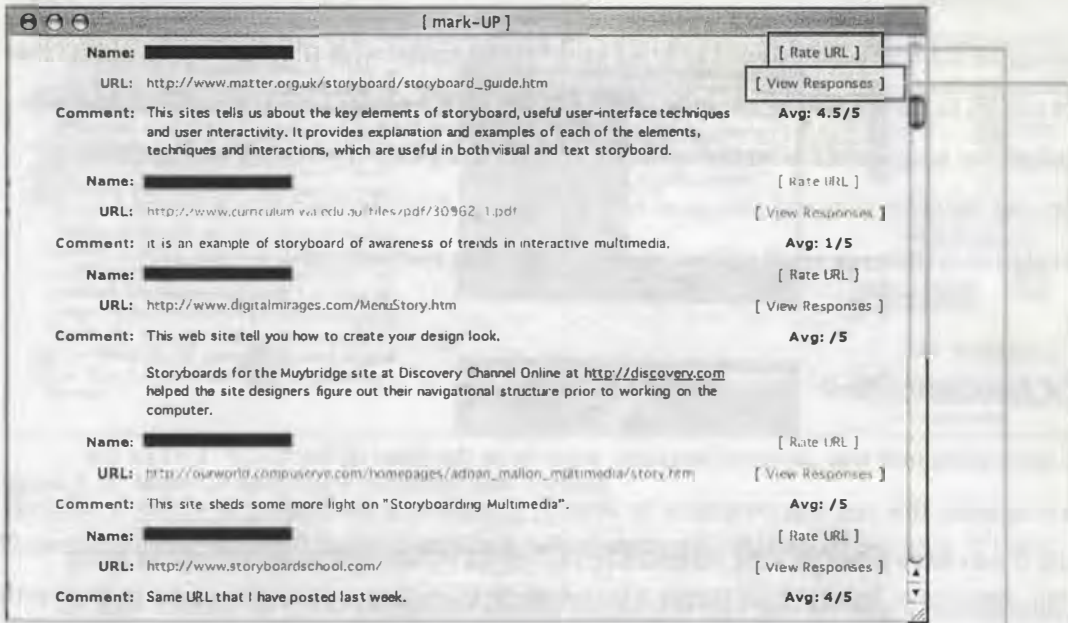 [ mark-UP ]
Name: [ Rate URL ]
URL: http://www.matter.org.uk/storyboard/storyboard_guide.htm [ View Responses ]
Comment: This sites tells us about the key elements of storyboard, useful user-interface techniques Avg: 4.5/5
and user interactivity. It provides explanation and examples of each of the elements,
techniques and interactions, which are useful in both visual and text storyboard.
Name: [ Rate URL ]
URL: [ View Responses ]
Comment: it is an example of storyboard of awareness of trends in interactive multimedia. Avg: 1/5
Name: [ Rate URL ]
URL: http://www.digitalmirages.com/MenuStory.htm [ View Responses ]
Comment: This web site tell you how to create your design look. Avg: /5
Storyboards for the Muybridge site at Discovery Channel Online at http://discovery.com
helped the site designers figure out their navigational structure prior to working on the
computer.
Name: [ Rate URL ]
URL: [ View Responses ]
Comment: This site sheds some more light on "Storyboarding Multimedia". Avg: /5
Name: [ Rate URL ]
URL: http://www.storyboardschool.com/ [ View Responses ]
Comment: Same URL that I have posted last week. Avg: 4/5